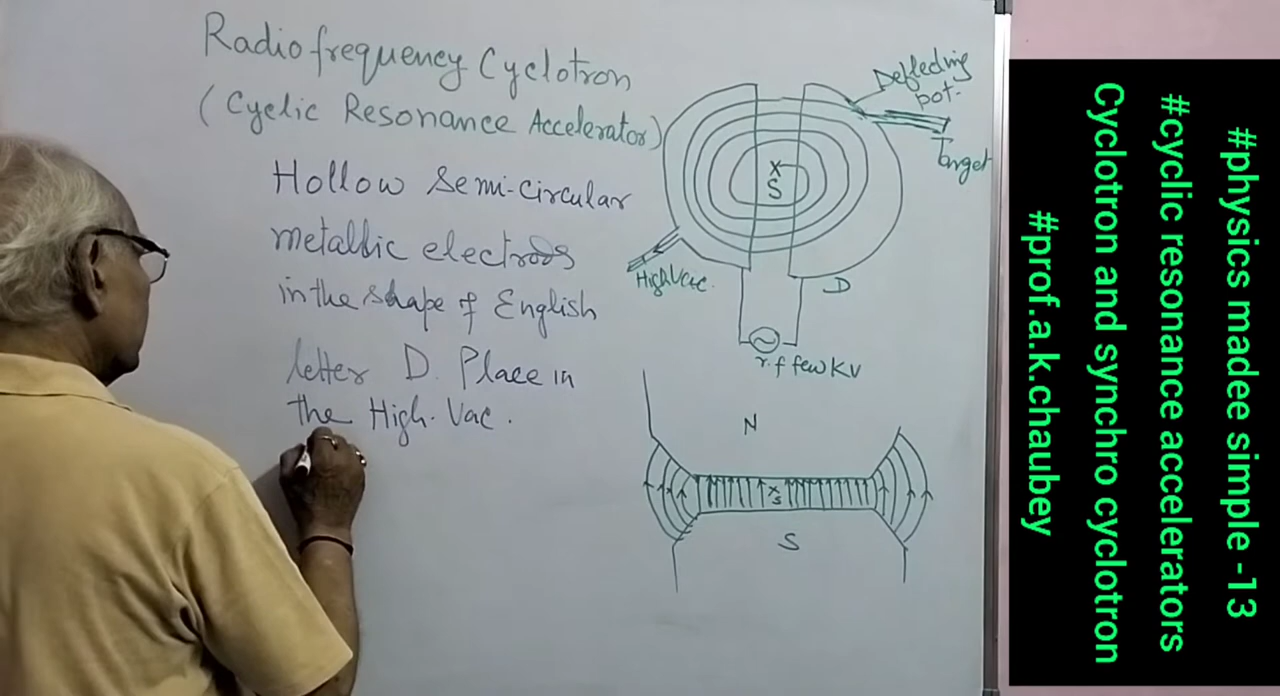 Radio frequency Cyclotron
(Cyclic Resonance Accelerator)
Hollow Semi-circular
metallic electrods
in the shape of English
letter D. Place in
the High. Vac.
Deflecting
pot.
Target
X
S
High Vac.
D
r.f few KV
N
x
s
S
#physics madee simple -13
#cyclic resonance accelerators
Cyclotron and synchro cyclotron
#prof.a.k.chaubey